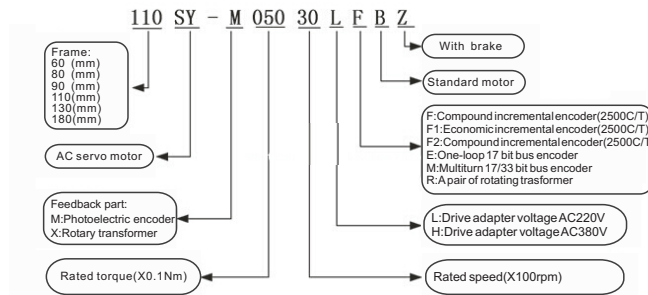 110 SY - M 050 30 L F B Z
Frame:
60 (mm)
80 (mm)
90 (mm)
110(mm)
130(mm)
180(mm)
With brake
Standard motor
F:Compound incremental encoder(2500C/T)
F1:Economic incremental encoder(2500C/T)
F2:Compound incremental encoder(2500C/T
E:One-loop 17 bit bus encoder
M:Multiturn 17/33 bit bus encoder
R:A pair of rotating trasformer
AC servo motor
Feedback part:
M:Photoelectric encoder
X:Rotary transformer
L:Drive adapter voltage AC220V
H:Drive adapter voltage AC380V
Rated torque(X0.1Nm)
Rated speed(X100rpm)